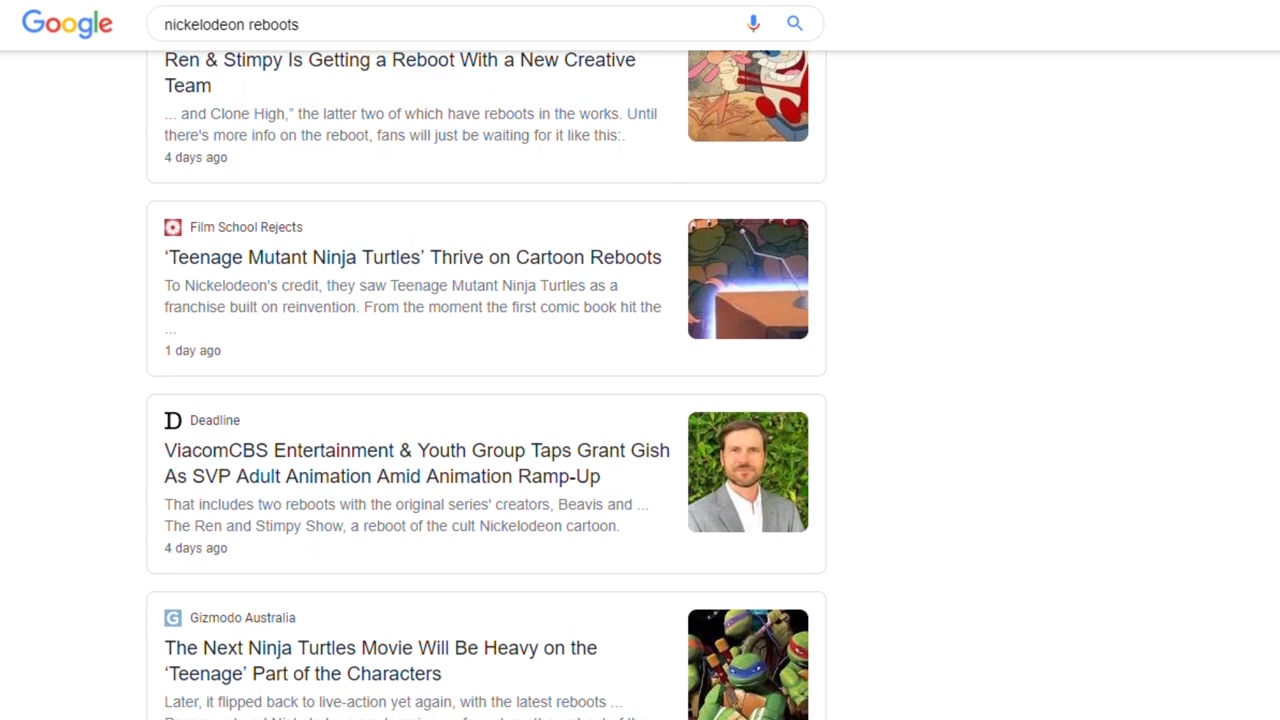 Google
nickelodeon reboots
Ren & Stimpy Is Getting a Reboot With a New Creative
Team
... and Clone High,” the latter two of which have reboots in the works. Until
there's more info on the reboot, fans will just be waiting for it like this:.
4 days ago
Film School Rejects
‘Teenage Mutant Ninja Turtles’ Thrive on Cartoon Reboots
To Nickelodeon's credit, they saw Teenage Mutant Ninja Turtles as a
franchise built on reinvention. From the moment the first comic book hit the
...
1 day ago
D Deadline
ViacomCBS Entertainment & Youth Group Taps Grant Gish
As SVP Adult Animation Amid Animation Ramp-Up
That includes two reboots with the original series' creators, Beavis and ...
The Ren and Stimpy Show, a reboot of the cult Nickelodeon cartoon.
4 days ago
G Gizmodo Australia
The Next Ninja Turtles Movie Will Be Heavy on the
‘Teenage’ Part of the Characters
Later, it flipped back to live-action yet again, with the latest reboots ...